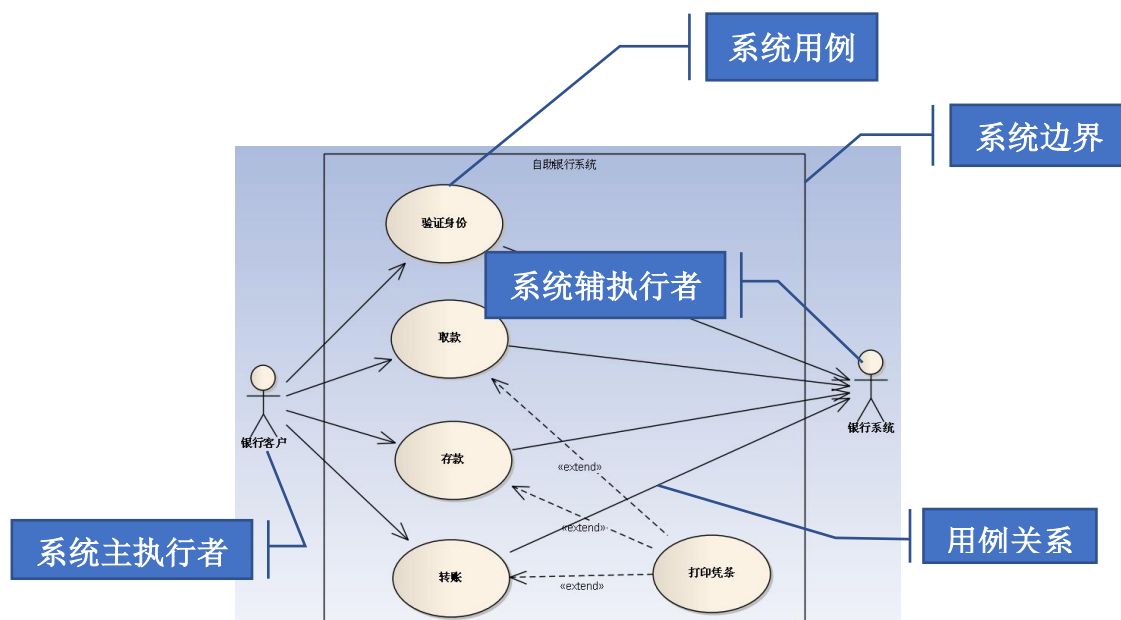 系统用例
系统边界
自助银行系统
验证身份
系统辅执行者
取款
银行客户
银行系统
存款
«extend»
«extend»
系统主执行者
用例关系
转账
«extend»
打印凭条